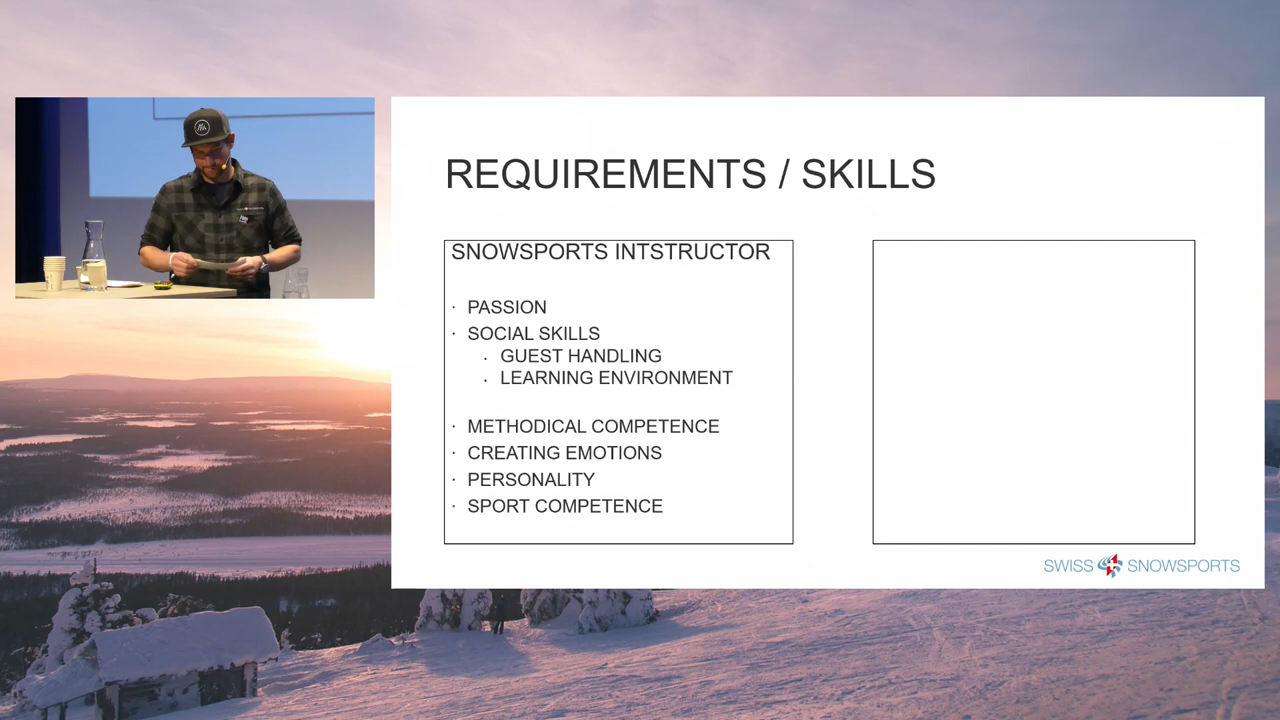 REQUIREMENTS / SKILLS
SNOWSPORTS INTSTRUCTOR
· PASSION
· SOCIAL SKILLS
· GUEST HANDLING
· LEARNING ENVIRONMENT
· METHODICAL COMPETENCE
· CREATING EMOTIONS
· PERSONALITY
· SPORT COMPETENCE
SWISS SNOWSPORTS